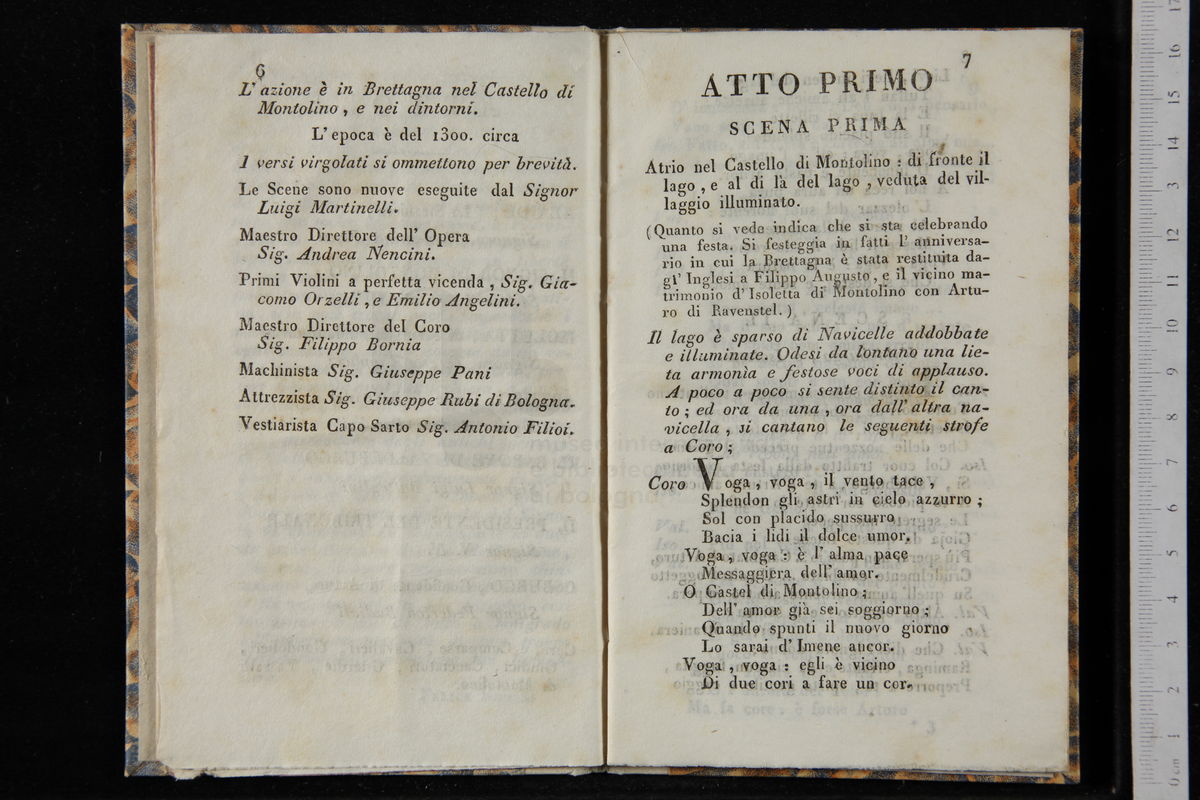 6
L' azione è in Brettagna nel Castello di
Montolino , e nei dintorni.
L' epoca è del 1300. circa
I versi virgolati si ommettono per brevità.
Le Scene sono nuove eseguite dal Signor
Luigi Martinelli.
Maestro Direttore dell' Opera
Sig. Andrea Nencini.
Primi Violini a perfetta vicenda , Sig. Gia-
como Orzelli , e Emilio Angelini.
Maestro Direttore del Coro
Sig. Filippo Bornia
Machinista Sig. Giuseppe Pani
Attrezzista Sig. Giuseppe Rubi di Bologna.
Vestiarista Capo Sarto Sig. Antonio Filioi.
7
ATTO PRIMO
SCENA PRIMA
Atrio nel Castello di Montolino : di fronte il
lago , e al di là del lago , veduta del vil-
laggio illuminato.
( Quanto si vede indica che si sta celebrando
una festa. Si festeggia in fatti l' anniversa-
rio in cui la Brettagna è stata restituita da-
gl' Inglesi a Filippo Augusto , e il vicino ma-
trimonio d' Isoletta di Montolino con Artu-
ro di Ravenstel. )
Il lago è sparso di Navicelle addobbate
e illuminate. Odesi da lontano una lie-
ta armonìa e festose voci di applauso.
A poco a poco si sente distinto il can-
to ; ed ora da una , ora dall' altra na-
vicella , si cantano le seguenti strofe
a Coro ;
Coro Voga , voga , il vento tace ,
Splendon gli astri in cielo azzurro ;
Sol con placido sussurro
Bacia i lidi il dolce umor.
Voga , voga : è l' alma pace
Messaggiera dell' amor.
O Castel di Montolino ;
Dell' amor già sei soggiorno ;
Quando spunti il nuovo giorno
Lo sarai d' Imene ancor.
Voga , voga : egli è vicino
Di due cori a fare un cor.
* 3